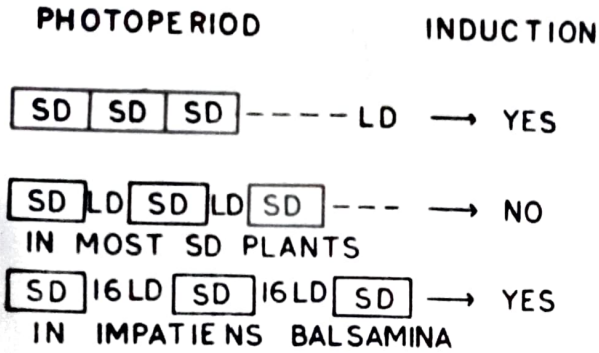 PHOTOPERIOD INDUCTION
SD SD SD ---- LD → YES
SD LD SD LD SD --- → NO
IN MOST SD PLANTS
SD 16LD SD 16LD SD → YES
IN IMPATIENS BALSAMINA